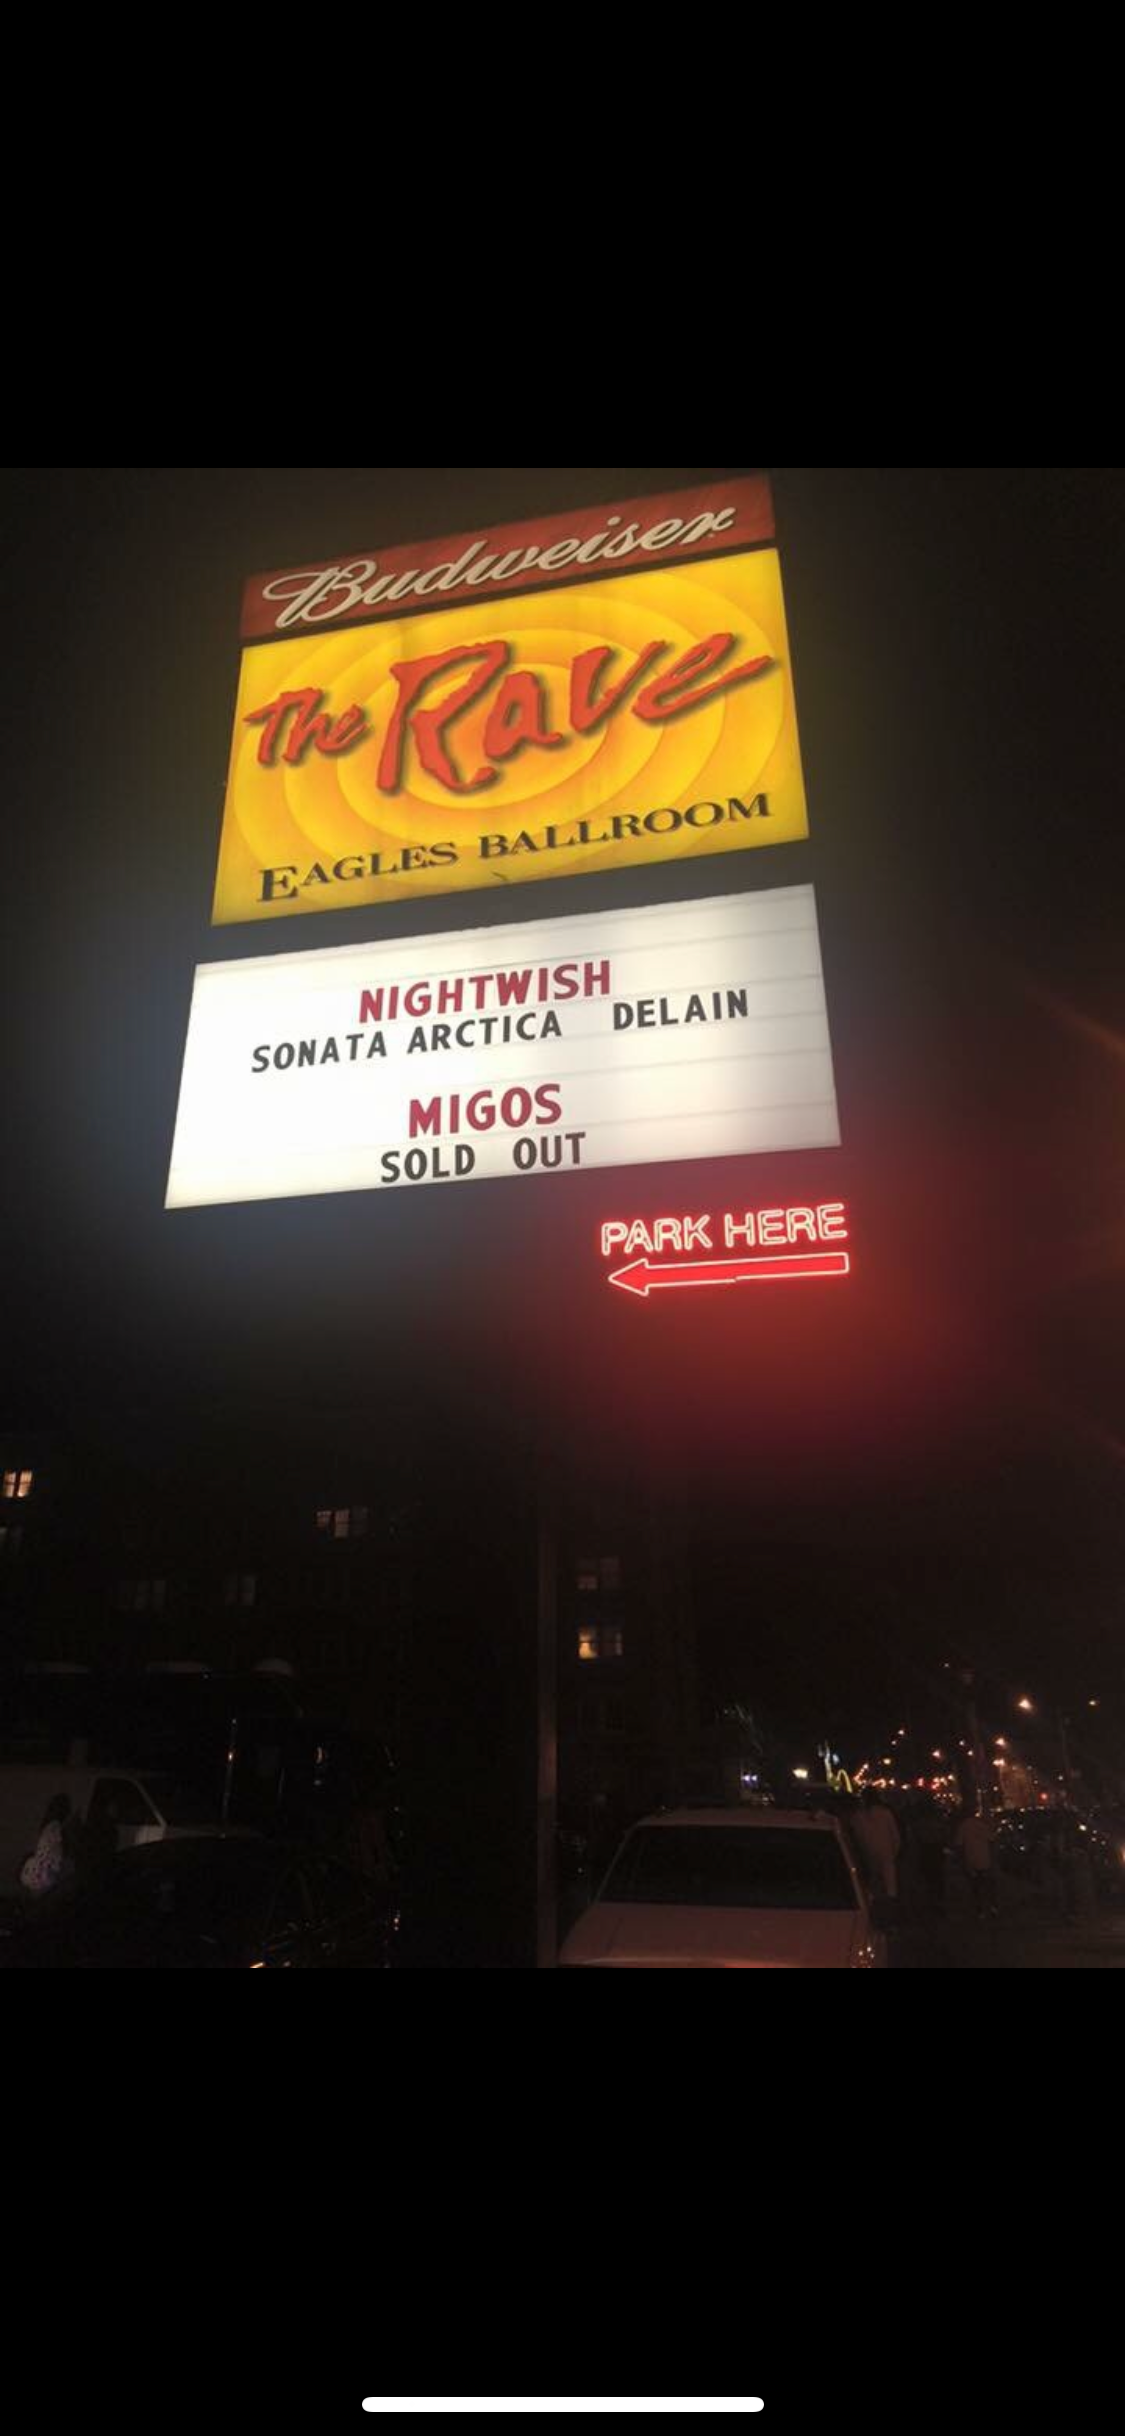 Budweiser
The Rave
EAGLES BALLROOM
NIGHTWISH
SONATA ARCTICA DELAIN
MIGOS
SOLD OUT
PARK HERE